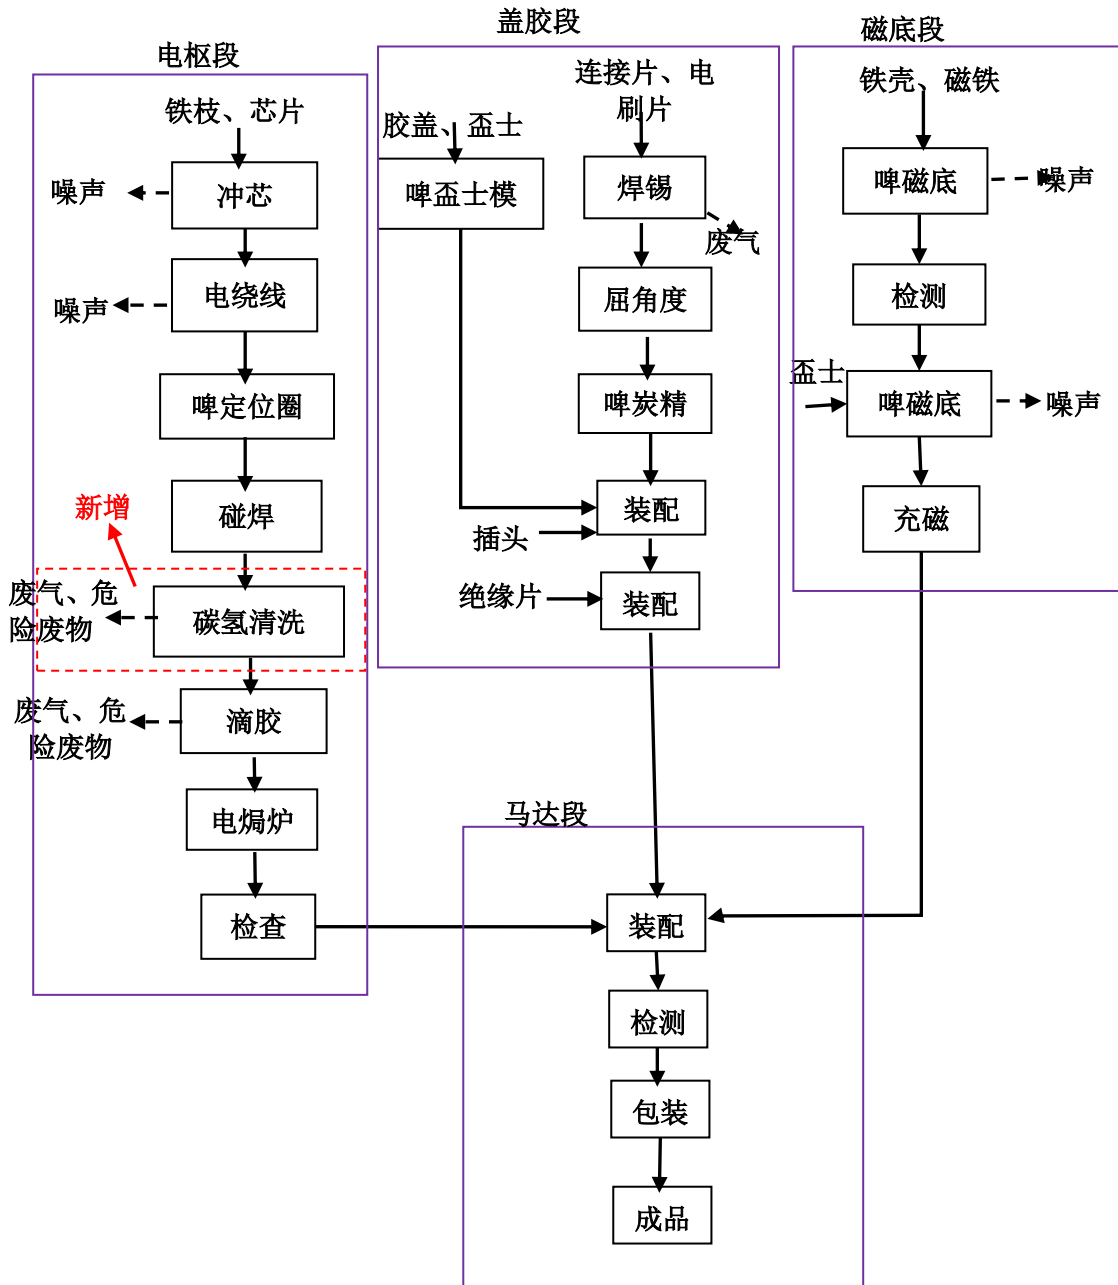 电枢段
铁枝、芯片
噪声
冲芯
噪声
电绕线
啤定位圈
碰焊
新增
废气、危
险废物
碳氢清洗
废气、危
险废物
滴胶
电焗炉
检查
盖胶段
胶盖、盃士
啤盃士模
连接片、电
刷片
焊锡
废气
屈角度
啤炭精
装配
插头
绝缘片
装配
磁底段
铁壳、磁铁
啤磁底
噪声
检测
盃士
啤磁底
噪声
充磁
马达段
装配
检测
包装
成品